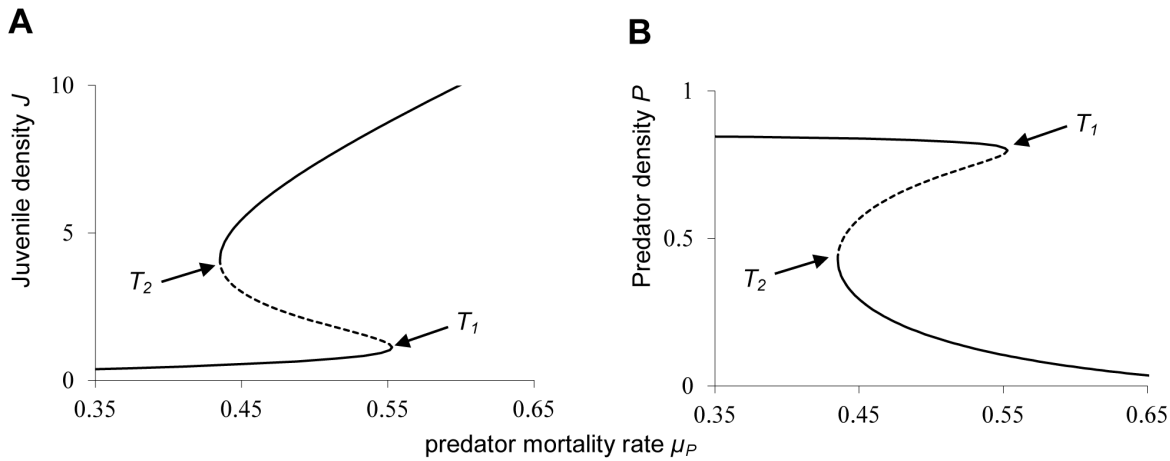 A
Juvenile density J
10
5
0
T₂
T₁
0.35 0.45 0.55 0.65
B
Predator density P
1
0.5
0
T₁
T₂
0.35 0.45 0.55 0.65
predator mortality rate μ_P